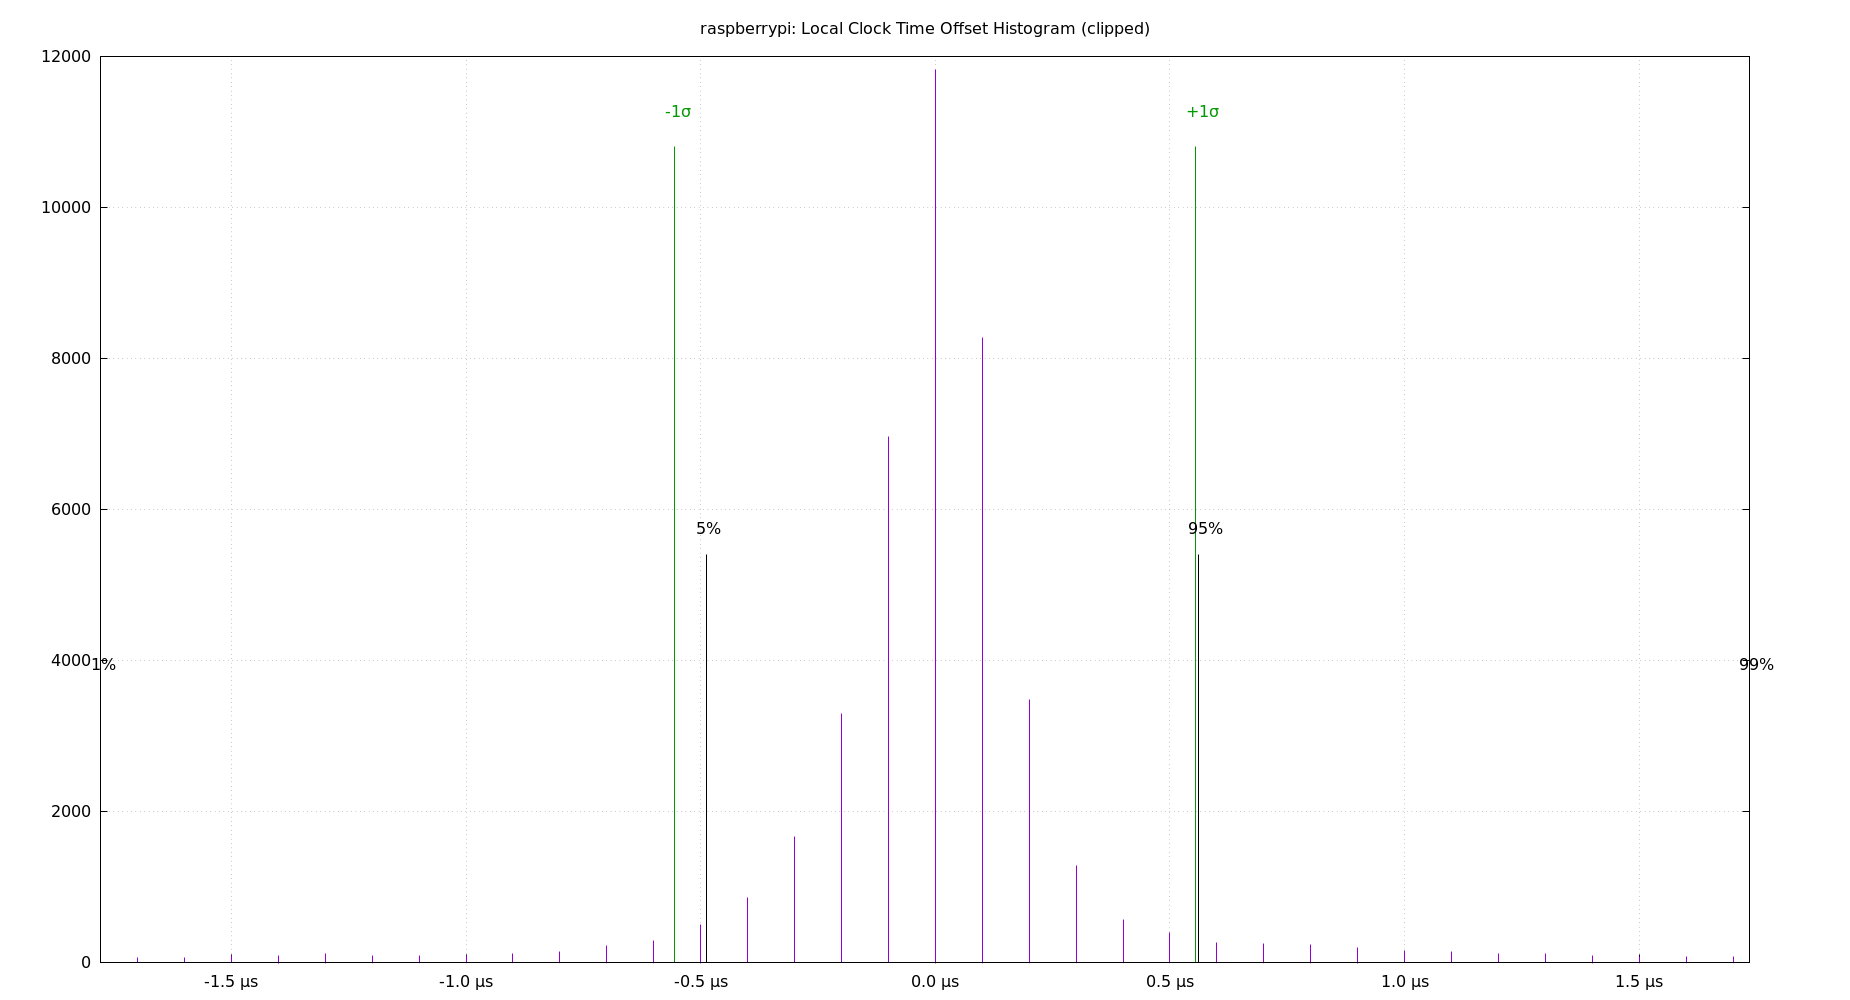 raspberrypi: Local Clock Time Offset Histogram (clipped)
12000
-1σ
+1σ
10000
8000
6000
5%
95%
4000
1%
99%
2000
0
-1.5 µs
-1.0 µs
-0.5 µs
0.0 µs
0.5 µs
1.0 µs
1.5 µs